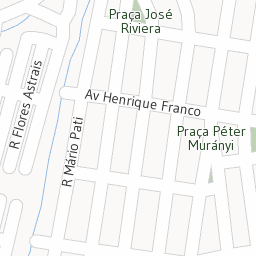 Praça José
Riviera
Av Henrique Franco
R Flores Astrais
Praça Péter
Murányi
R Mário Pati